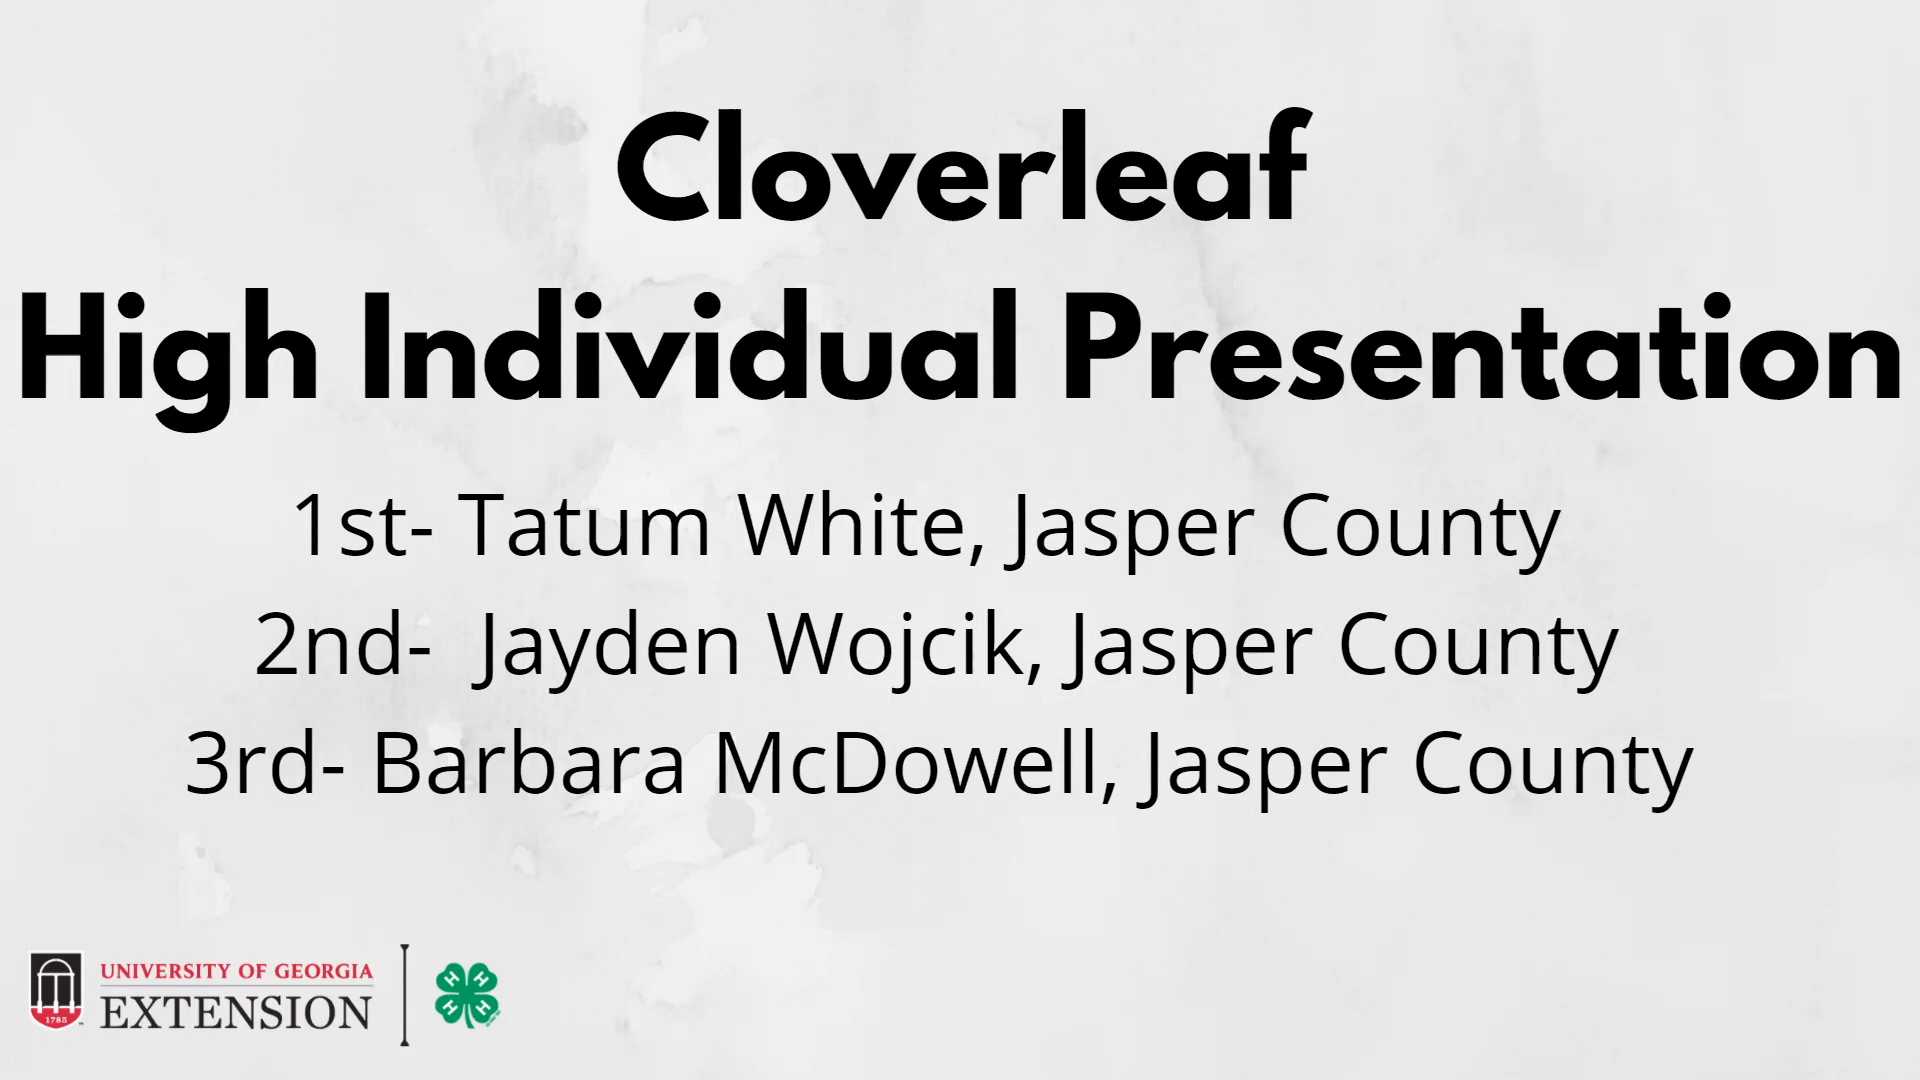 Cloverleaf
High Individual Presentation
1st- Tatum White, Jasper County
2nd-  Jayden Wojcik, Jasper County
3rd- Barbara McDowell, Jasper County
UNIVERSITY OF GEORGIA
EXTENSION
1785
H H
H H